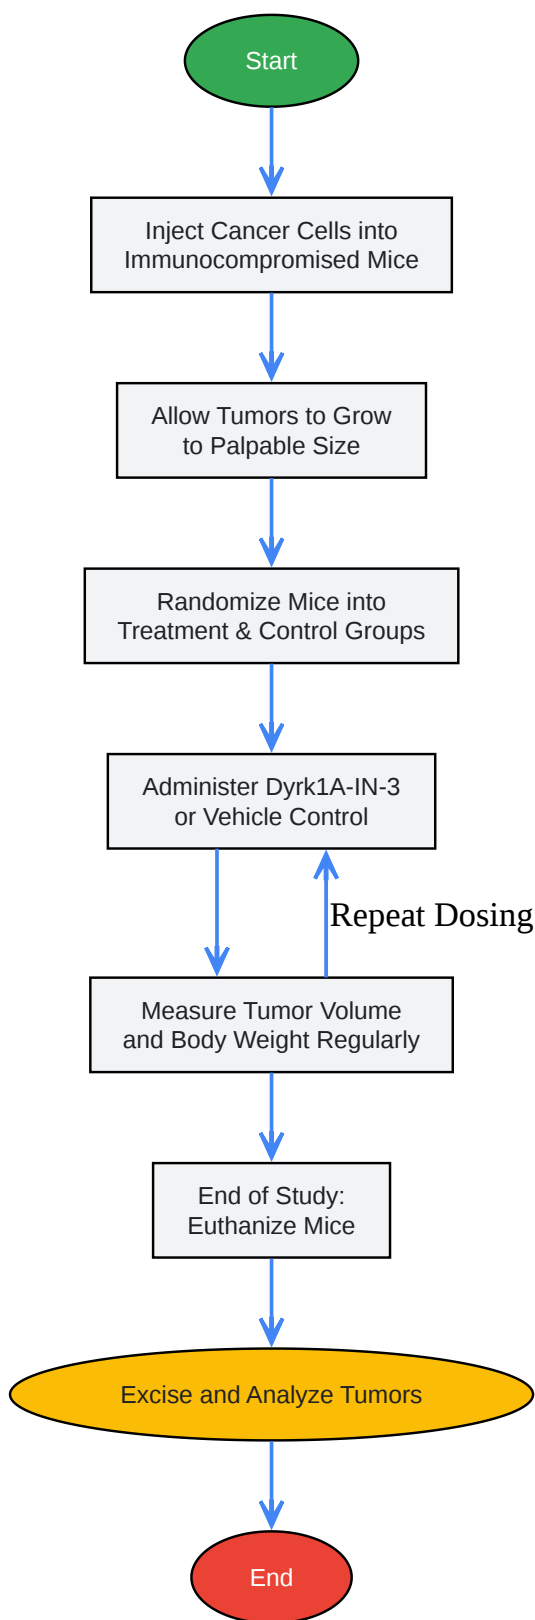 Start
Inject Cancer Cells into
Immunocompromised Mice
Allow Tumors to Grow
to Palpable Size
Randomize Mice into
Treatment & Control Groups
Administer Dyrk1A-IN-3
or Vehicle Control
Repeat Dosing
Measure Tumor Volume
and Body Weight Regularly
End of Study:
Euthanize Mice
Excise and Analyze Tumors
End